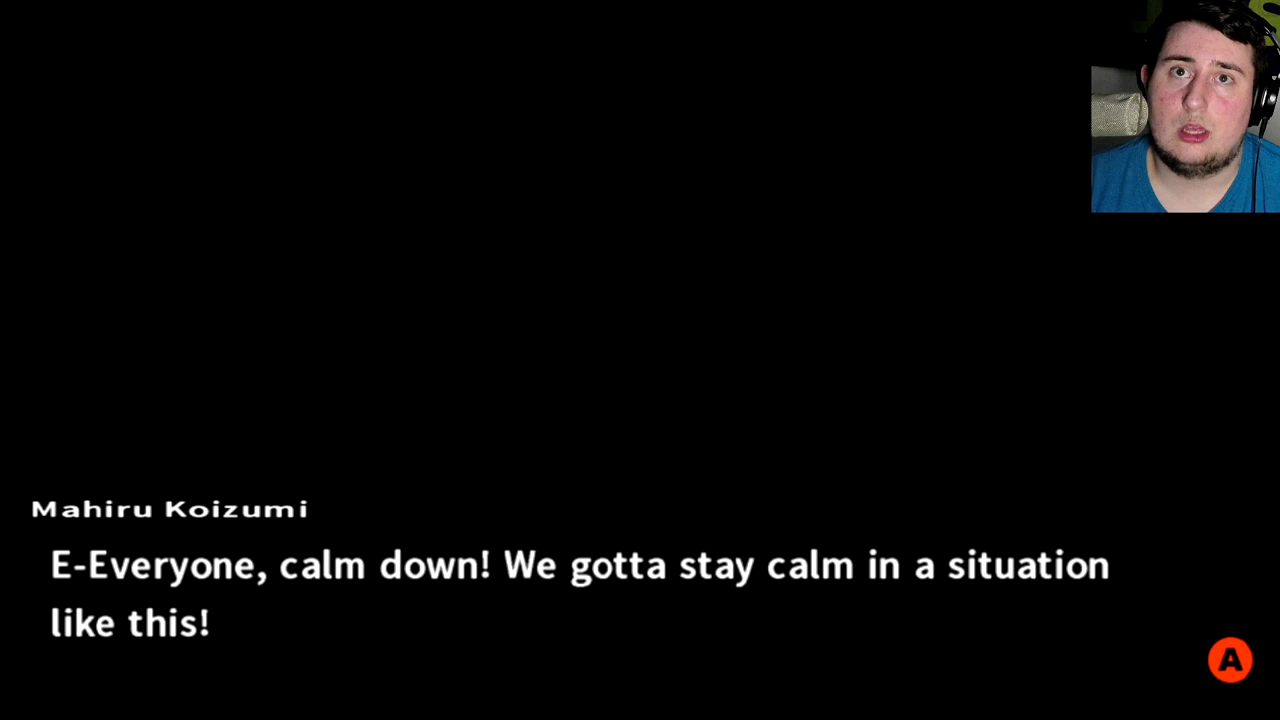 Mahiru Koizumi
E-Everyone, calm down! We gotta stay calm in a situation
like this!
A